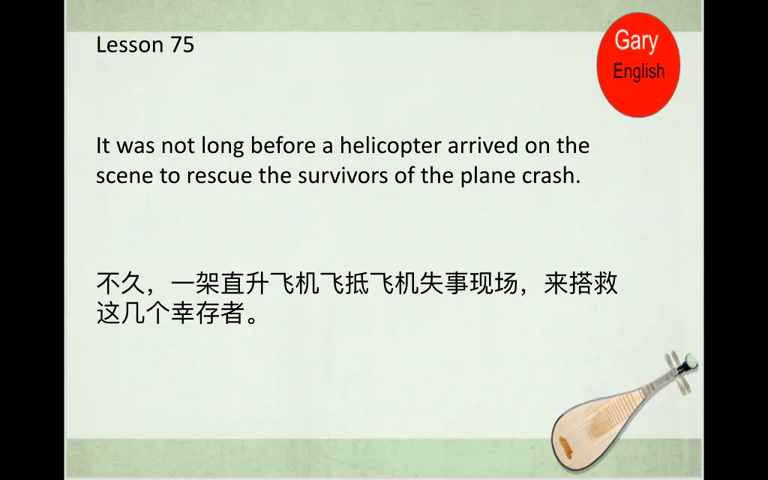 Lesson 75
Gary
English
It was not long before a helicopter arrived on the
scene to rescue the survivors of the plane crash.
不久，一架直升飞机飞抵飞机失事现场，来搭救
这几个幸存者。